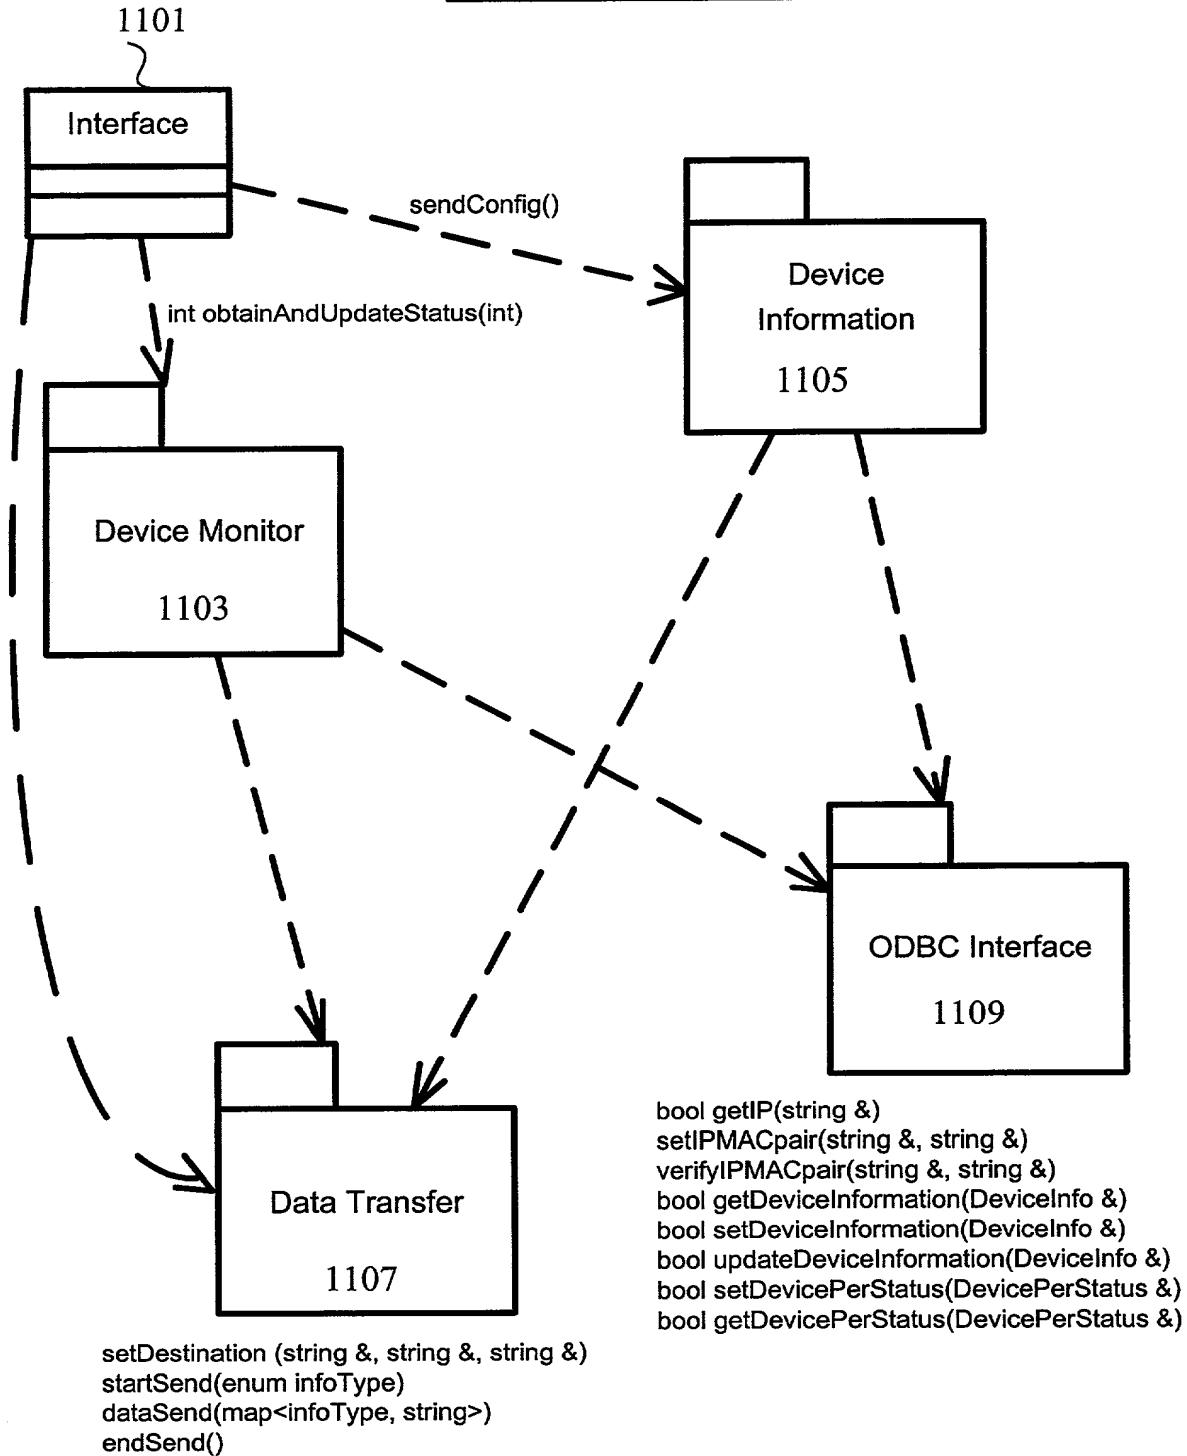 1101
Interface
sendConfig()
Device
Information
1105
int obtainAndUpdateStatus(int)
Device Monitor
1103
ODBC Interface
1109
bool getIP(string &)
setIPMACpair(string &, string &)
verifyIPMACpair(string &, string &)
bool getDeviceInformation(DeviceInfo &)
bool setDeviceInformation(DeviceInfo &)
bool updateDeviceInformation(DeviceInfo &)
bool setDevicePerStatus(DevicePerStatus &)
bool getDevicePerStatus(DevicePerStatus &)
Data Transfer
1107
setDestination (string &, string &, string &)
startSend(enum infoType)
dataSend(map<infoType, string>)
endSend()